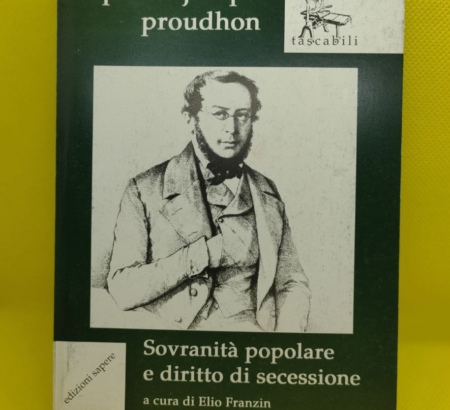 proudhon
tascabili
Sovranità popolare
e diritto di secessione
a cura di Elio Franzin
edizioni sapere